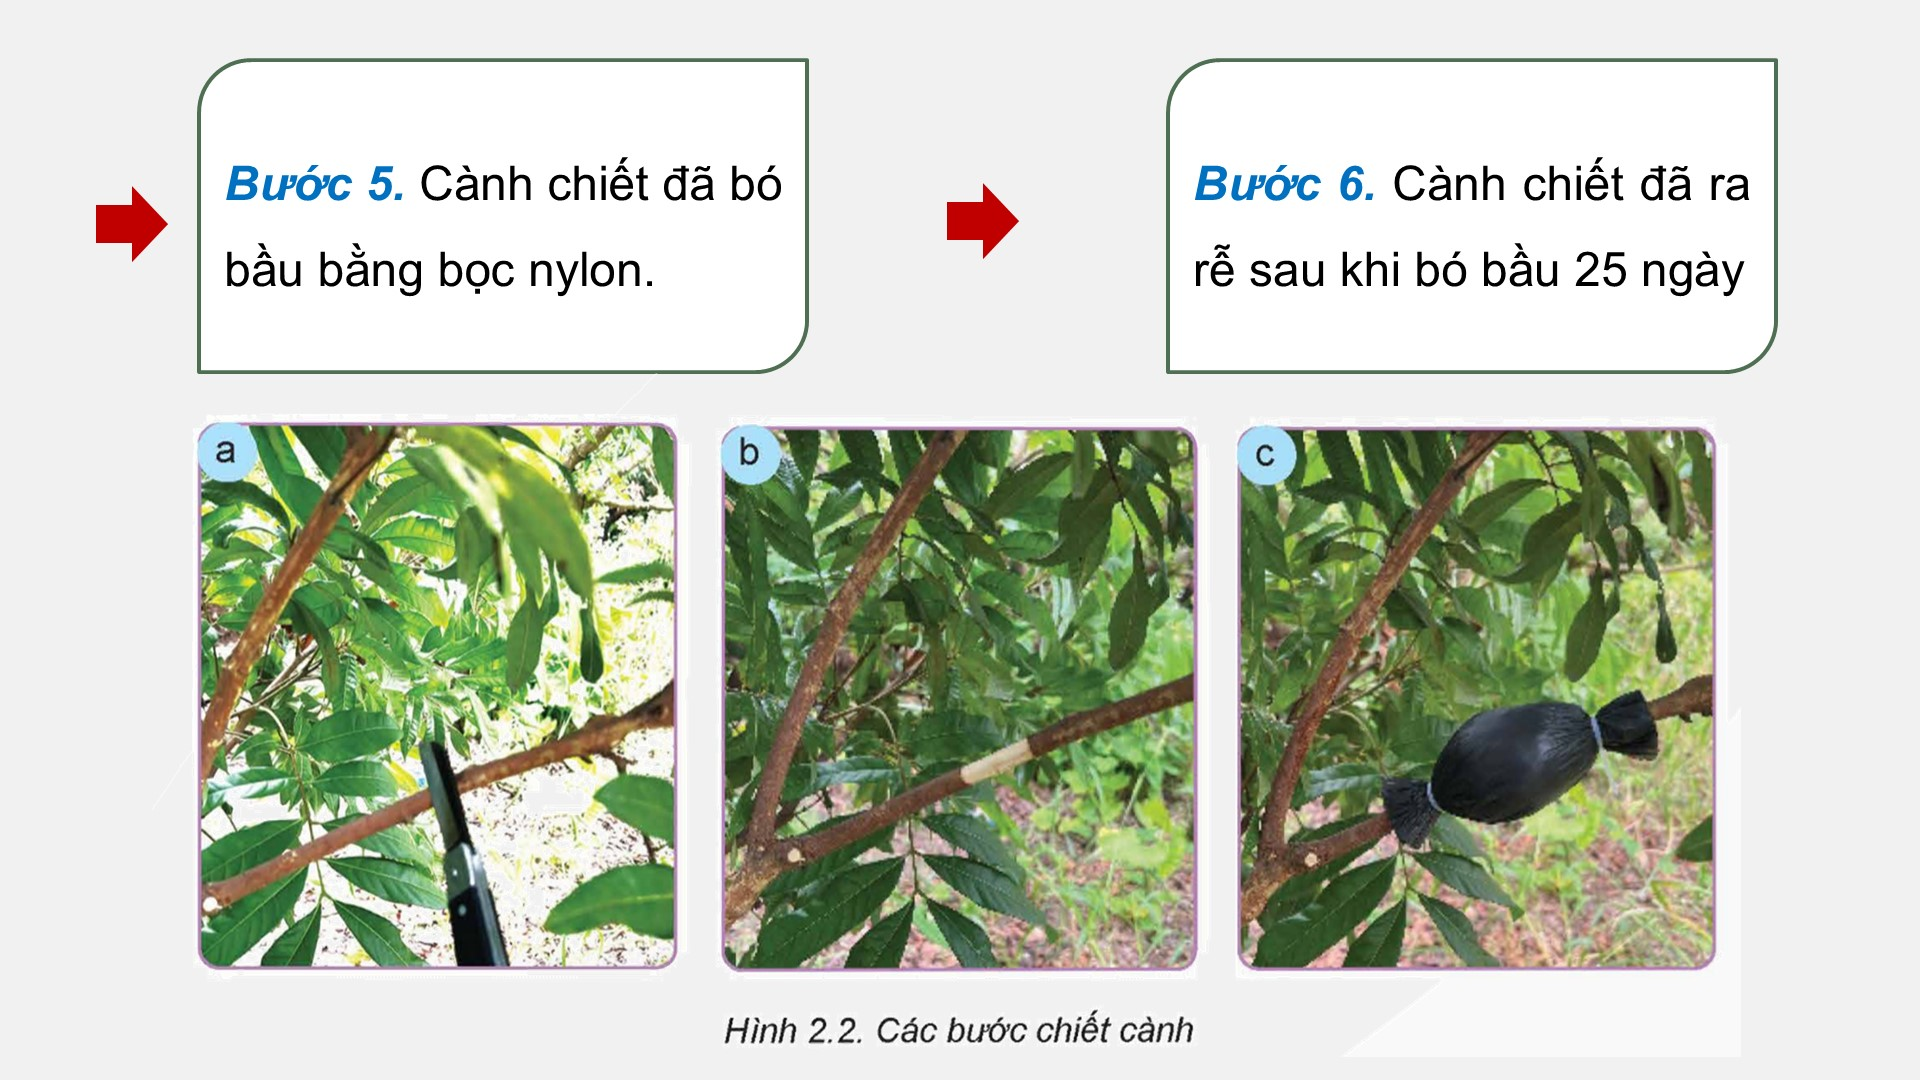 Bước 5. Cành chiết đã bó
bầu bằng bọc nylon.
Bước 6. Cành chiết đã ra
rễ sau khi bó bầu 25 ngày
a
b
c
Hình 2.2. Các bước chiết cành